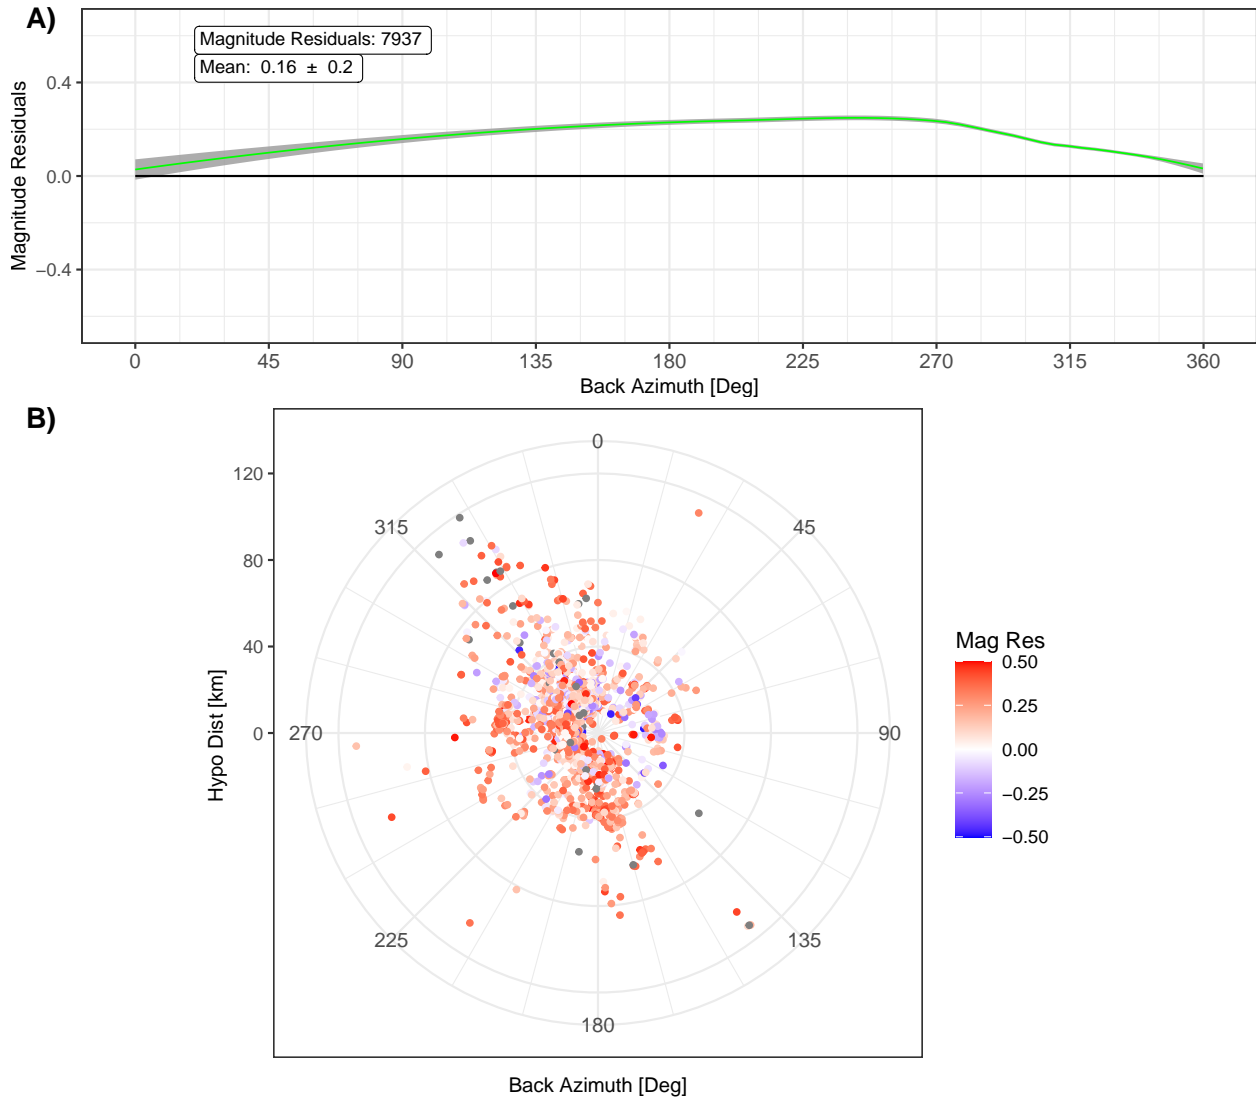 A)
Magnitude Residuals: 7937
Mean: 0.16 ± 0.2
0.4
0.0
−0.4
Magnitude Residuals
0 45 90 135 180 225 270 315 360
Back Azimuth [Deg]
B)
120
80
40
0
Hypo Dist [km]
0
45
90
135
180
225
270
315
Back Azimuth [Deg]
Mag Res
0.50
0.25
0.00
−0.25
−0.50